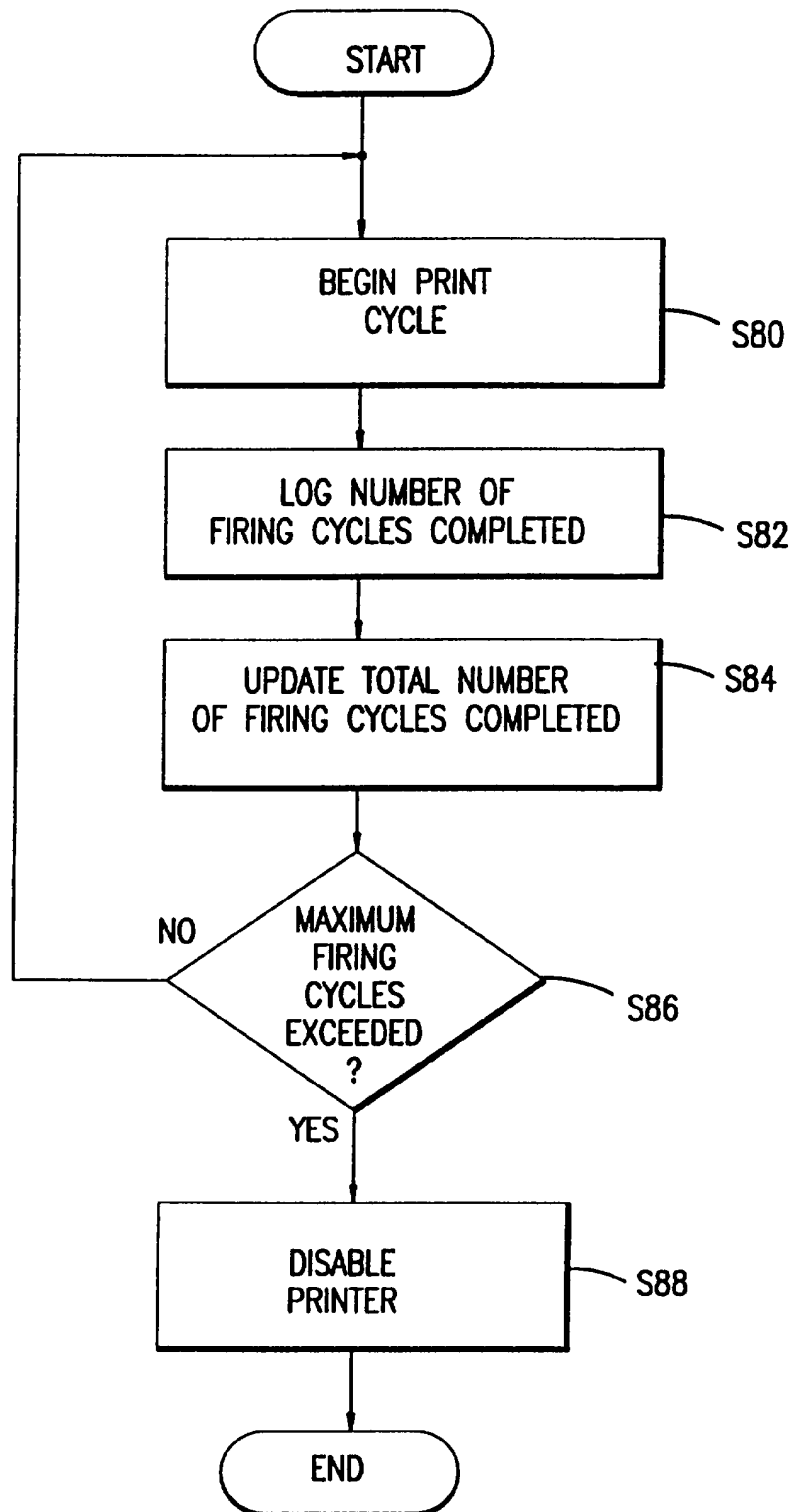 START
BEGIN PRINT
CYCLE
S80
LOG NUMBER OF
FIRING CYCLES COMPLETED
S82
UPDATE TOTAL NUMBER
OF FIRING CYCLES COMPLETED
S84
NO
MAXIMUM
FIRING
CYCLES
EXCEEDED
?
S86
YES
DISABLE
PRINTER
S88
END